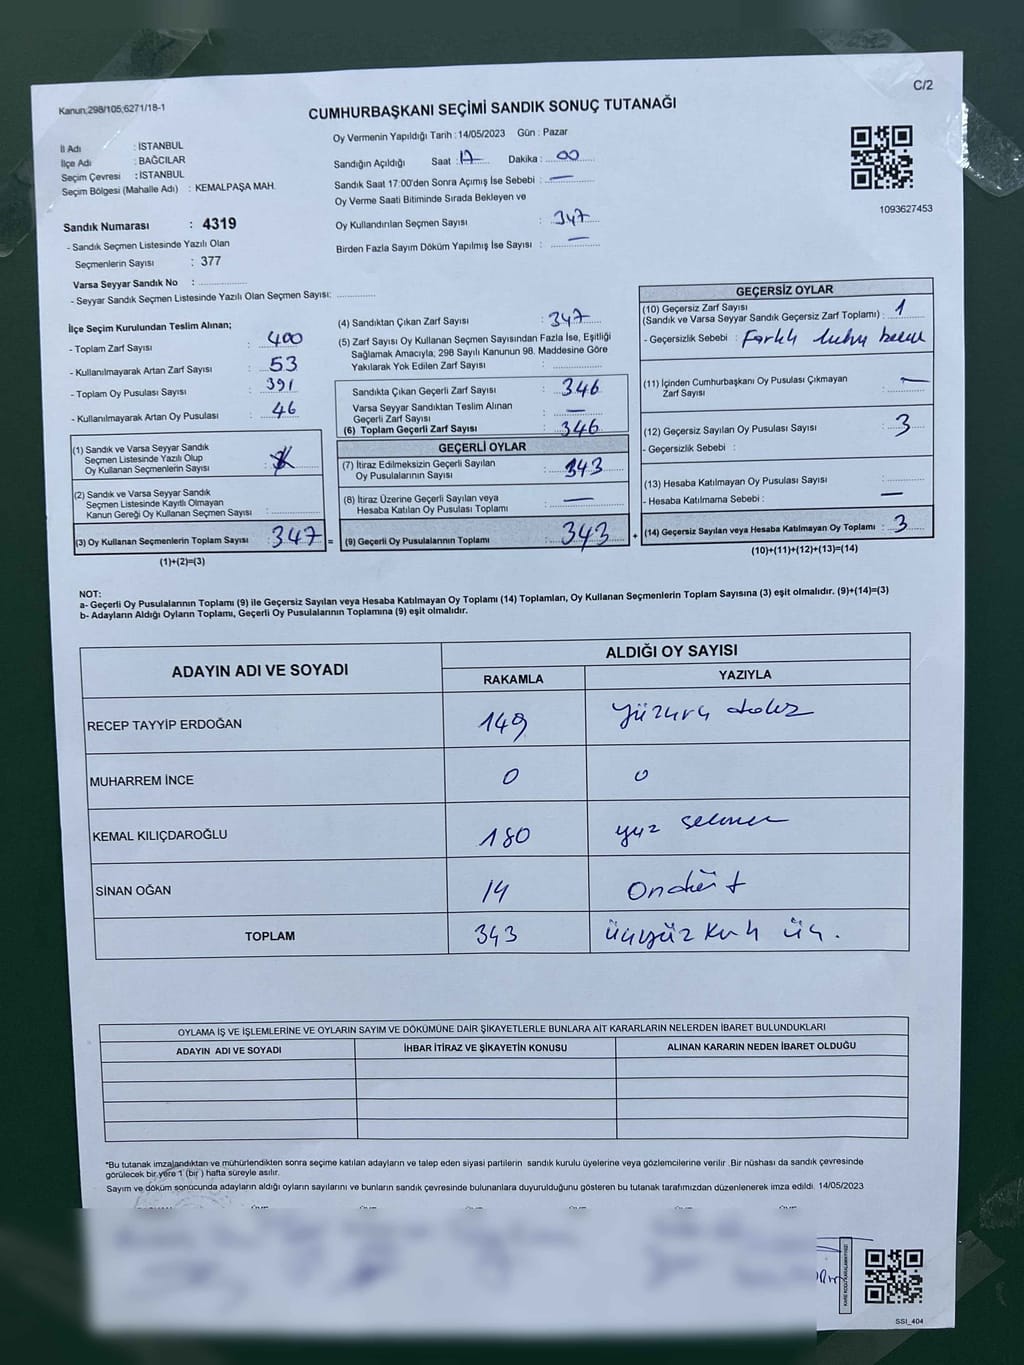 Kanun;298/105;6271/18-1
C/2
CUMHURBAŞKANI SEÇİMİ SANDIK SONUÇ TUTANAĞI
İl Adı : İSTANBUL
İlçe Adı : BAĞCILAR
Seçim Çevresi : İSTANBUL
Seçim Bölgesi (Mahalle Adı) : KEMALPAŞA MAH.
Sandık Numarası : 4319
- Sandık Seçmen Listesinde Yazılı Olan
Seçmenlerin Sayısı : 377
Varsa Seyyar Sandık No :
- Seyyar Sandık Seçmen Listesinde Yazılı Olan Seçmen Sayısı:
Oy Vermenin Yapıldığı Tarih : 14/05/2023 Gün : Pazar
Sandığın Açıldığı Saat : 17 Dakika : 00
Sandık Saat 17:00'den Sonra Açımış İse Sebebi : —
Oy Verme Saati Bitiminde Sırada Bekleyen ve
Oy Kullandırılan Seçmen Sayısı : 347
Birden Fazla Sayım Döküm Yapılmış İse Sayısı : —
1093627453
İlçe Seçim Kurulundan Teslim Alınan;
- Toplam Zarf Sayısı : 400
- Kullanılmayarak Artan Zarf Sayısı : 53
- Toplam Oy Pusulası Sayısı : 391
- Kullanılmayarak Artan Oy Pusulası : 46
(1) Sandık ve Varsa Seyyar Sandık
Seçmen Listesinde Yazılı Olup
Oy Kullanan Seçmenlerin Sayısı :
(2) Sandık ve Varsa Seyyar Sandık
Seçmen Listesinde Kayıtlı Olmayan
Kanun Gereği Oy Kullanan Seçmen Sayısı :
(3) Oy Kullanan Seçmenlerin Toplam Sayısı : 347 =
(1)+(2)=(3)
(4) Sandıktan Çıkan Zarf Sayısı : 347
(5) Zarf Sayısı Oy Kullanan Seçmen Sayısından Fazla İse, Eşitliği
Sağlamak Amacıyla, 298 Sayılı Kanunun 98. Maddesine Göre
Yakılarak Yok Edilen Zarf Sayısı :
Sandıkta Çıkan Geçerli Zarf Sayısı : 346
Varsa Seyyar Sandıktan Teslim Alınan
Geçerli Zarf Sayısı : —
(6) Toplam Geçerli Zarf Sayısı : 346
GEÇERLİ OYLAR
(7) İtiraz Edilmeksizin Geçerli Sayılan
Oy Pusulalarının Sayısı : 343
(8) İtiraz Üzerine Geçerli Sayılan veya
Hesaba Katılan Oy Pusulası Toplamı : —
(9) Geçerli Oy Pusulalarının Toplamı : 343 +
GEÇERSİZ OYLAR
(10) Geçersiz Zarf Sayısı
(Sandık ve Varsa Seyyar Sandık Geçersiz Zarf Toplamı) : 1
- Geçersizlik Sebebi : Farklı
(11) İçinden Cumhurbaşkanı Oy Pusulası Çıkmayan
Zarf Sayısı : —
(12) Geçersiz Sayılan Oy Pusulası Sayısı : 3
- Geçersizlik Sebebi :
(13) Hesaba Katılmayan Oy Pusulası Sayısı :
- Hesaba Katılmama Sebebi : —
(14) Geçersiz Sayılan veya Hesaba Katılmayan Oy Toplamı : 3
(10)+(11)+(12)+(13)=(14)
NOT:
a- Geçerli Oy Pusulalarının Toplamı (9) ile Geçersiz Sayılan veya Hesaba Katılmayan Oy Toplamı (14) Toplamları, Oy Kullanan Seçmenlerin Toplam Sayısına (3) eşit olmalıdır. (9)+(14)=(3)
b- Adayların Aldığı Oyların Toplamı, Geçerli Oy Pusulalarının Toplamına (9) eşit olmalıdır.
ADAYIN ADI VE SOYADI
ALDIĞI OY SAYISI
RAKAMLA YAZIYLA
RECEP TAYYİP ERDOĞAN 149
MUHARREM İNCE 0 0
KEMAL KILIÇDAROĞLU 180 yüz seksen
SİNAN OĞAN 14 Ondört
TOPLAM 343 üçyüz kırk üç.
OYLAMA İŞ VE İŞLEMLERİNE VE OYLARIN SAYIM VE DÖKÜMÜNE DAİR ŞİKAYETLERLE BUNLARA AİT KARARLARIN NELERDEN İBARET BULUNDUKLARI
ADAYIN ADI VE SOYADI İHBAR İTİRAZ VE ŞİKAYETİN KONUSU ALINAN KARARIN NEDEN İBARET OLDUĞU
*Bu tutanak imzalandıktan ve mühürlendikten sonra seçime katılan adayların ve talep eden siyasi partilerin sandık kurulu üyelerine veya gözlemcilerine verilir .Bir nüshası da sandık çevresinde
görülecek bir yere 1 (bir ) hafta süreyle asılır.
Sayım ve döküm sonucunda adayların aldığı oyların sayılarını ve bunların sandık çevresinde bulunanlara duyurulduğunu gösteren bu tutanak tarafımızdan düzenlenerek imza edildi. 14/05/2023
SSI_404